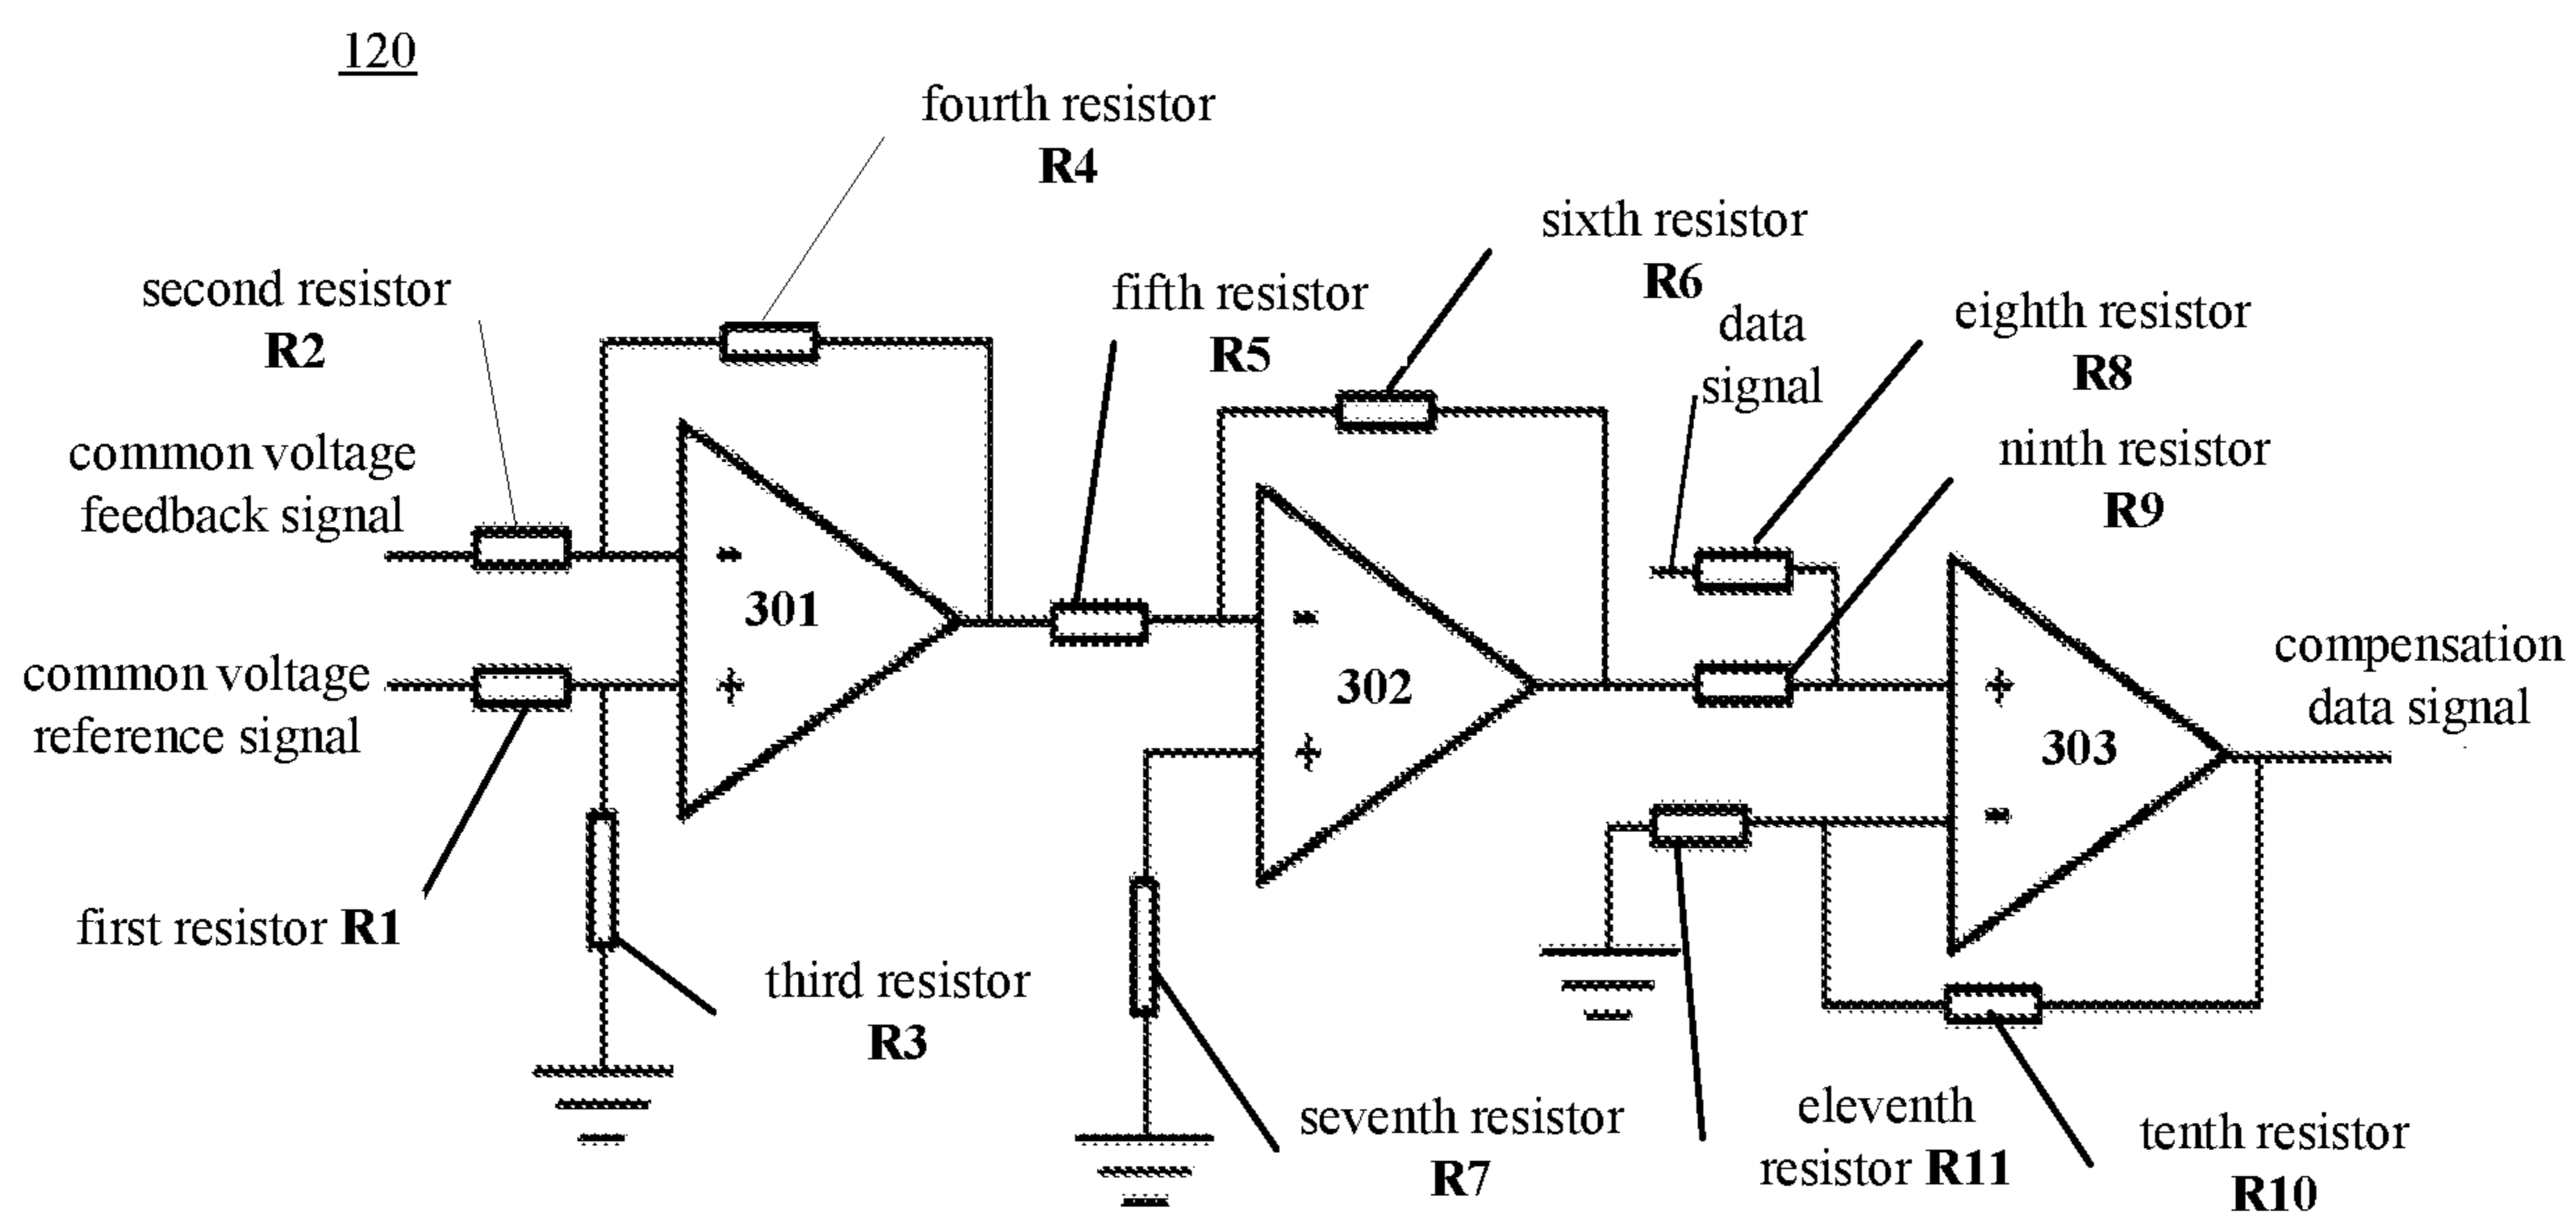 120
fourth resistor
R4
sixth resistor
R6
second resistor
R2
fifth resistor
R5
data
signal
eighth resistor
R8
common voltage
feedback signal
ninth resistor
R9
-
301
+
common voltage
reference signal
-
302
+
+
303
-
compensation
data signal
first resistor R1
third resistor
R3
seventh resistor
R7
eleventh
resistor R11
tenth resistor
R10